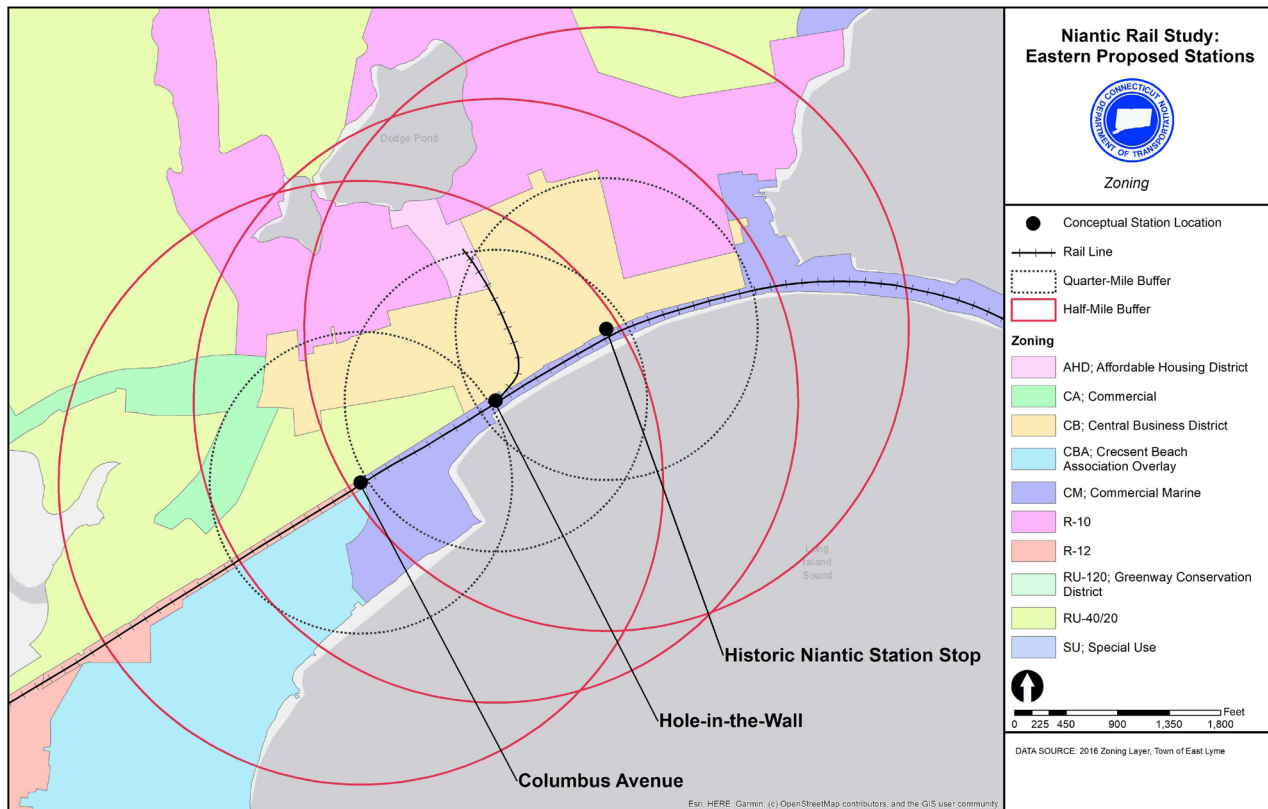 Niantic Rail Study:
Eastern Proposed Stations
CONNECTICUT
DEPARTMENT OF TRANSPORTATION
Zoning
Conceptual Station Location
Rail Line
Quarter-Mile Buffer
Half-Mile Buffer
Zoning
AHD; Affordable Housing District
CA; Commercial
CB; Central Business District
CBA; Crecsent Beach
Association Overlay
CM; Commercial Marine
R-10
R-12
RU-120; Greenway Conservation
District
RU-40/20
SU; Special Use
Feet
0 225 450 900 1,350 1,800
DATA SOURCE: 2016 Zoning Layer, Town of East Lyme
Dodge Pond
Long
Island
Sound
Historic Niantic Station Stop
Hole-in-the-Wall
Columbus Avenue
Esri, HERE, Garmin, (c) OpenStreetMap contributors, and the GIS user community